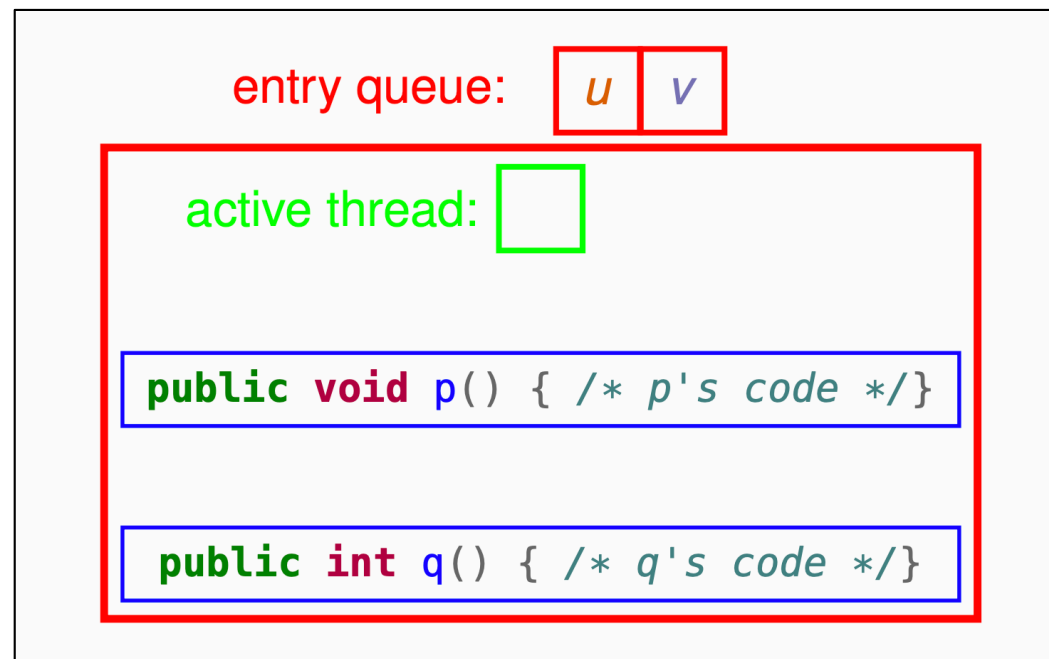 entry queue: u v
active thread:
public void p() { /* p's code */}
public int q() { /* q's code */}